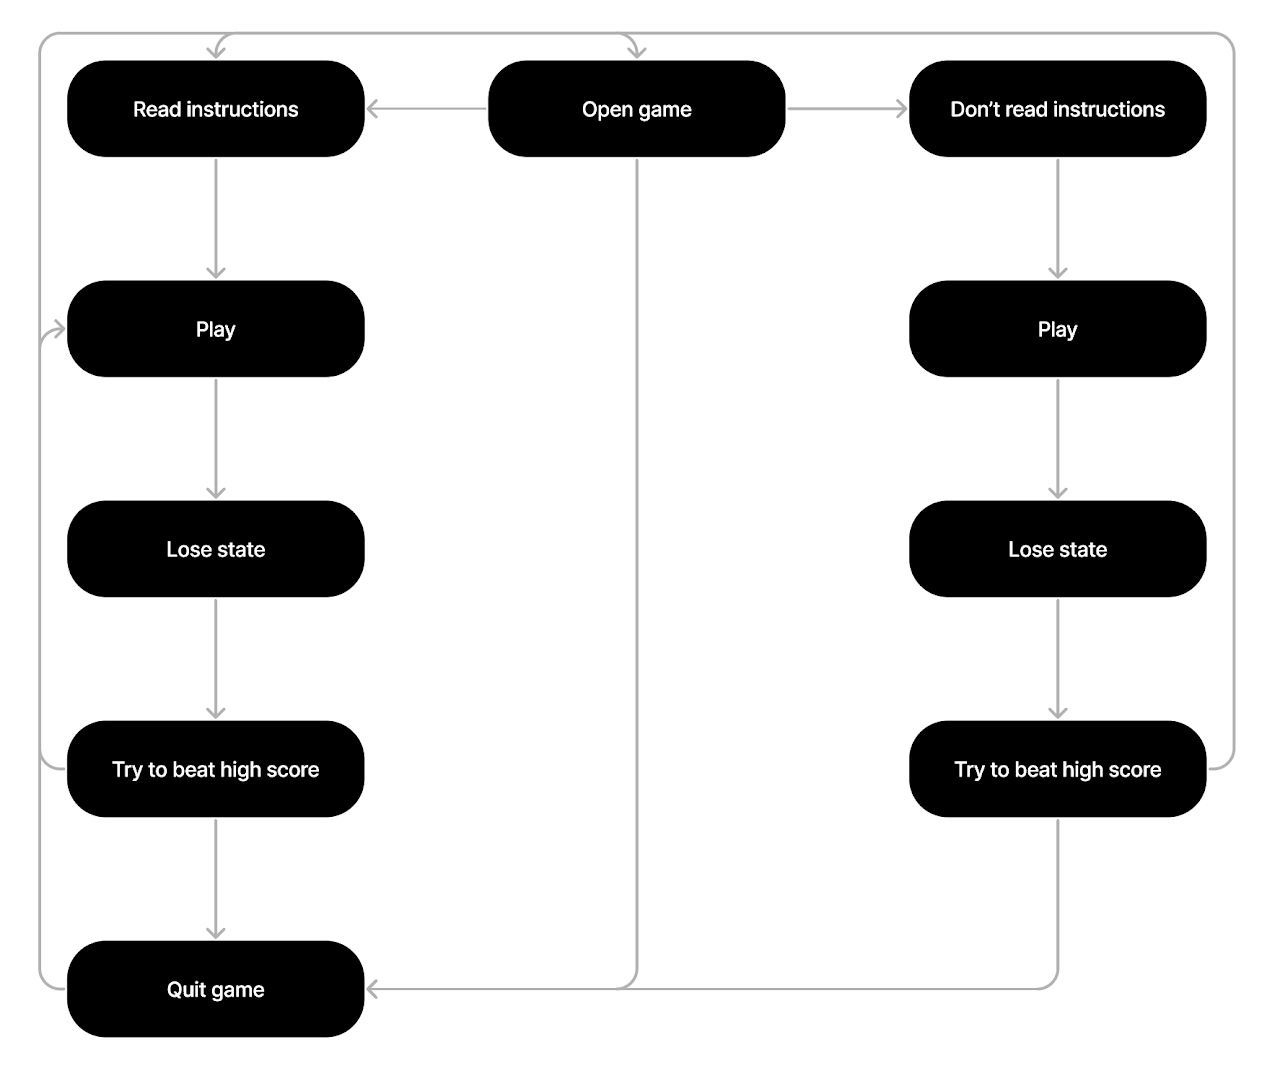 Read instructions
Open game
Don’t read instructions
Play
Play
Lose state
Lose state
Try to beat high score
Try to beat high score
Quit game